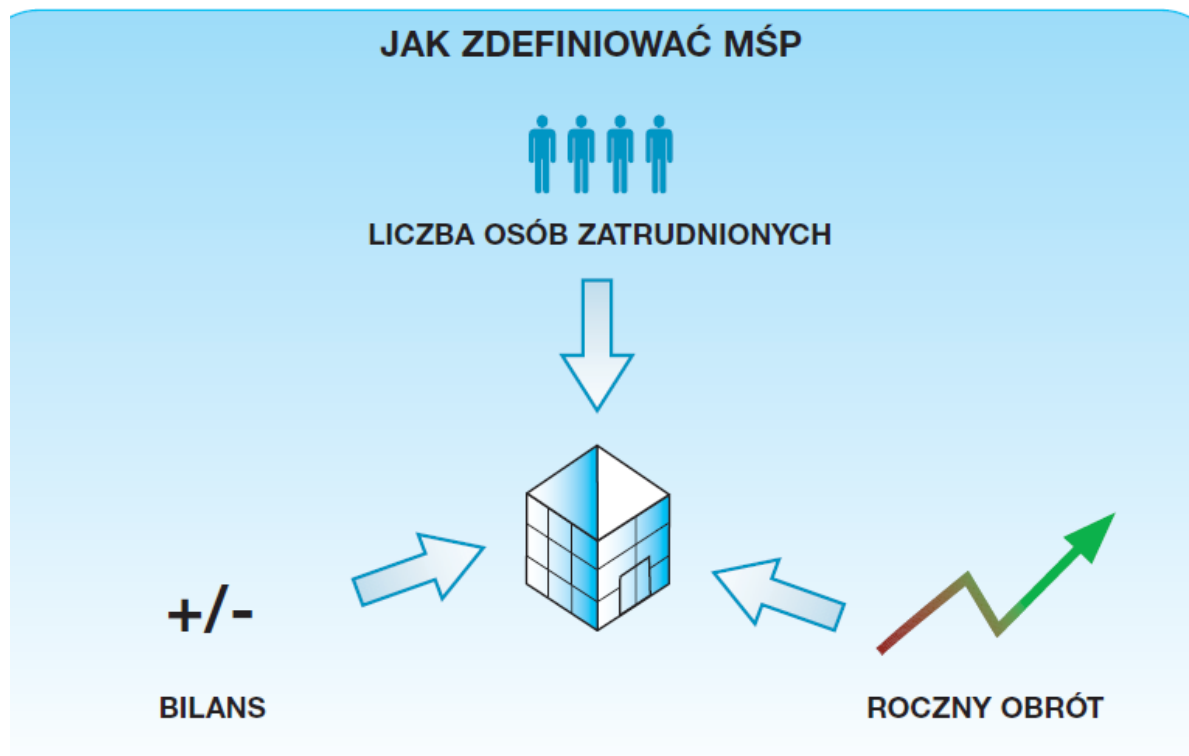 JAK ZDEFINIOWAĆ MŚP
LICZBA OSÓB ZATRUDNIONYCH
+/-
BILANS
ROCZNY OBRÓT